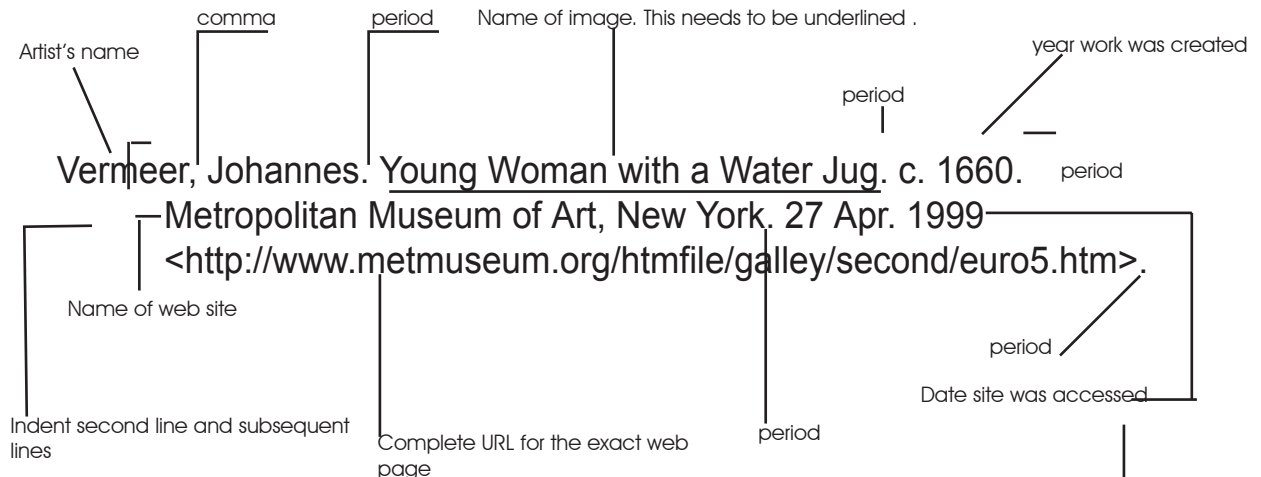 comma
period
Name of image. This needs to be underlined .
Artist's name
year work was created
period
Vermeer, Johannes. Young Woman with a Water Jug. c. 1660.
period
Metropolitan Museum of Art, New York. 27 Apr. 1999
<http://www.metmuseum.org/htmfile/galley/second/euro5.htm>.
Name of web site
period
Date site was accessed
Indent second line and subsequent
lines
Complete URL for the exact web
page
period